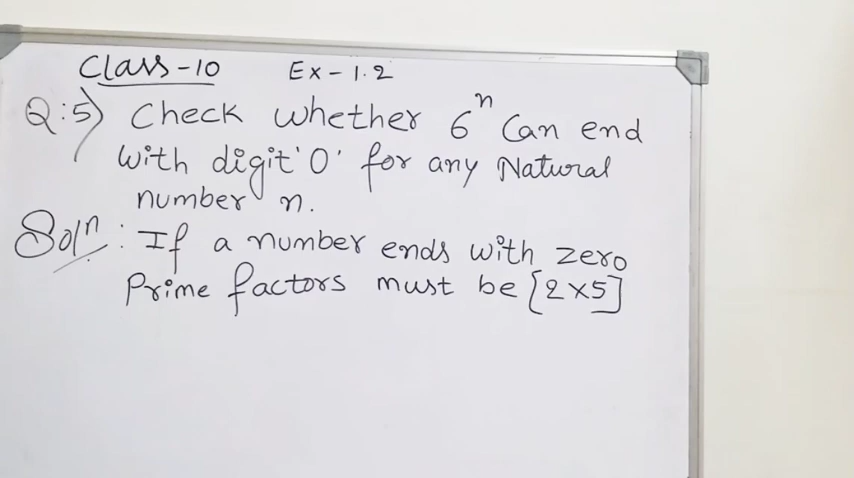 Class-10 Ex-1.2
Q:5) Check whether 6ⁿ Can end
with digit '0' for any Natural
number n.
Solⁿ: If a number ends with zero
Prime factors must be [2×5]